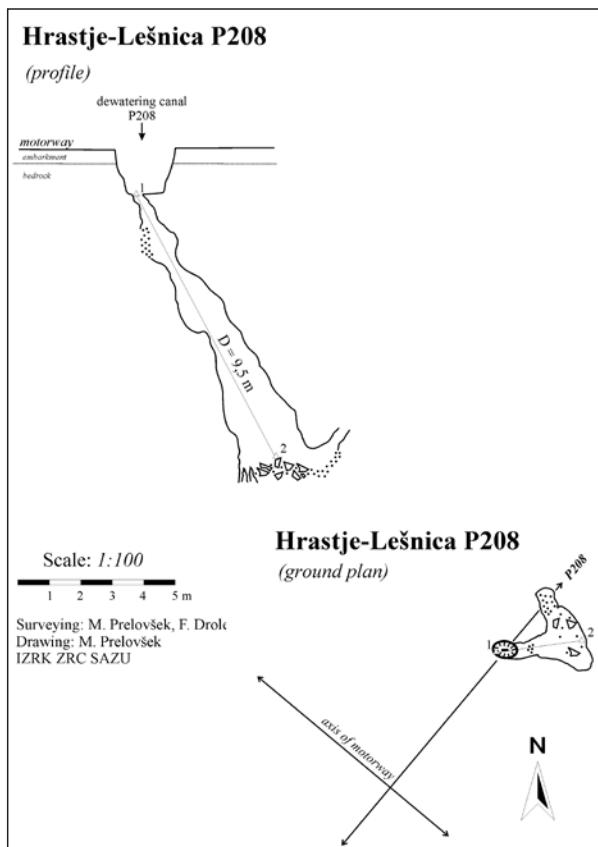 Hrastje-Lešnica P208
(profile)
dewatering canal
P208
motorway
embankment
bedrook
1
D = 9,5 m
2
Hrastje-Lešnica P208
(ground plan)
Scale: 1:100
1 2 3 4 5 m
Surveying: M. Prelovšek, F. Drole
Drawing: M. Prelovšek
IZRK ZRC SAZU
P208
1
2
axis of motorway
N